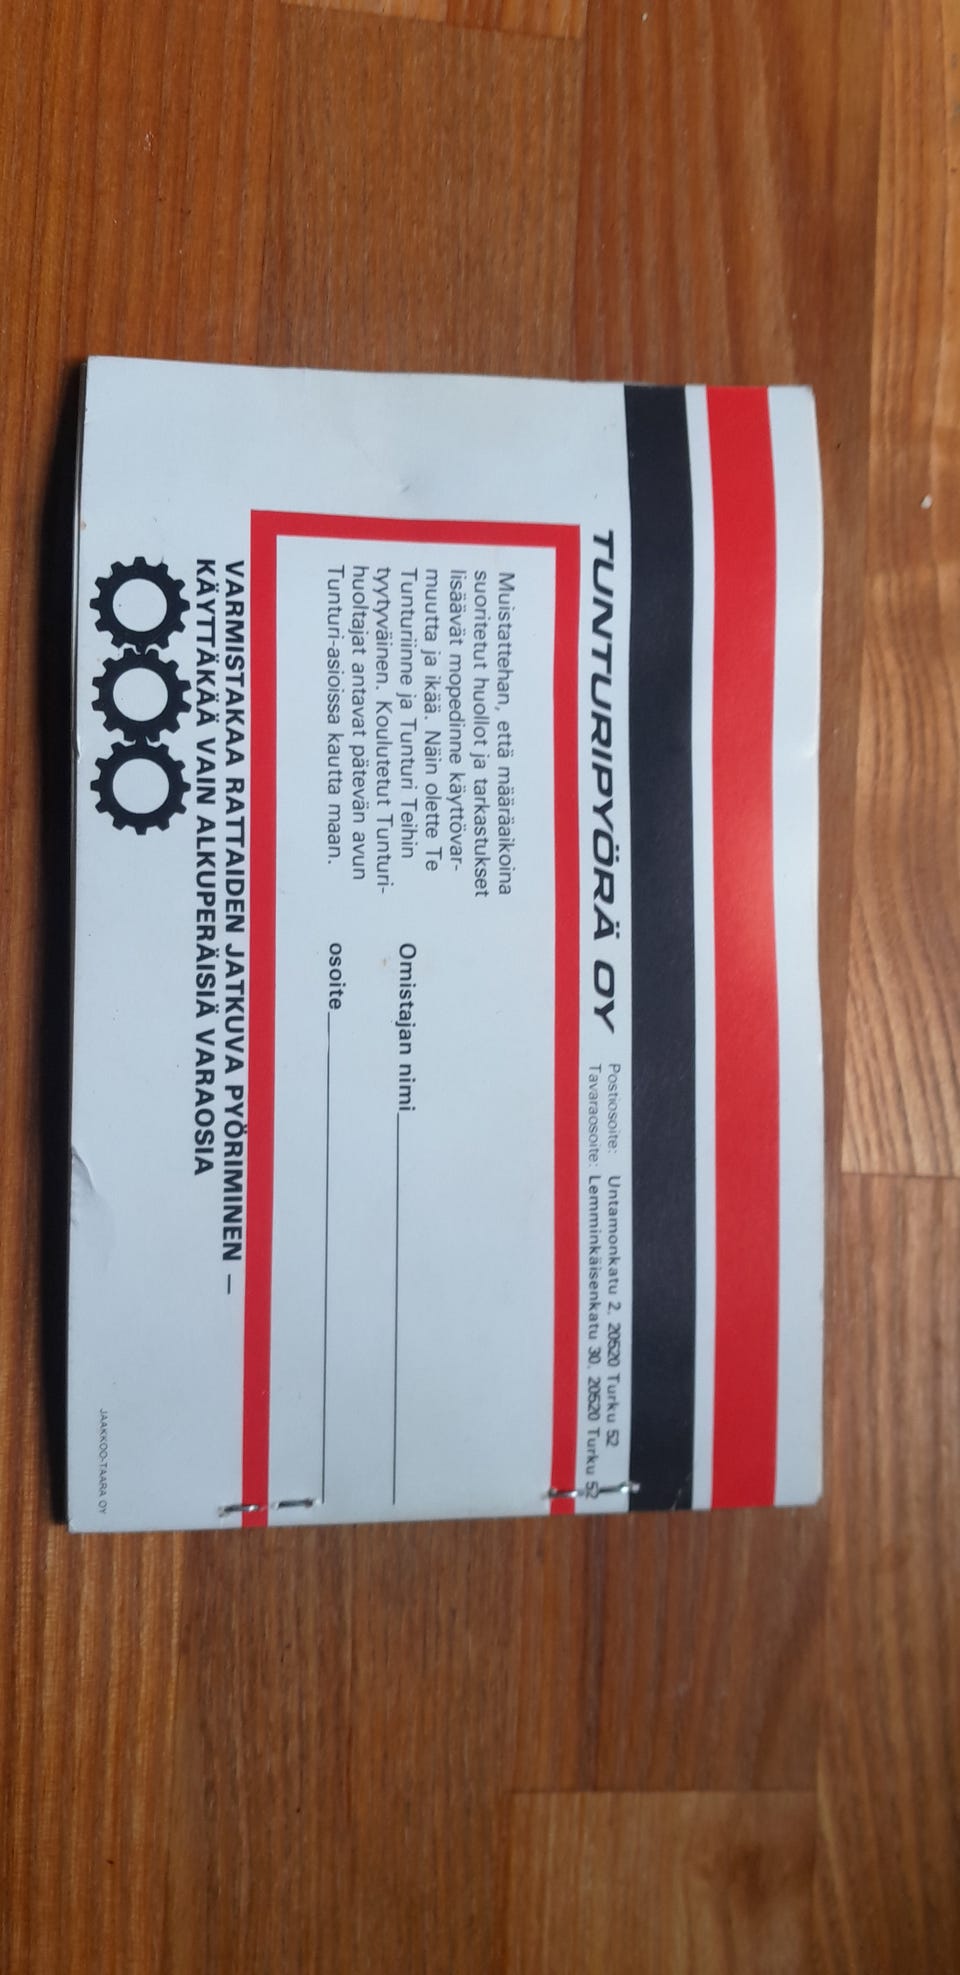 TUNTURIPYÖRÄ OY
Postiosoite: Untamonkatu 2, 20520 Turku 52
Tavaraosoite: Lemminkäisenkatu 30, 20520 Turku 52
Muistattehan, että määräaikoina
suoritetut huollot ja tarkastukset
lisäävät mopedinne käyttövar-
muutta ja ikää. Näin olette Te
Tunturiinne ja Tunturi Teihin
tyytyväinen. Koulutetut Tunturi-
huoltajat antavat pätevän avun
Tunturi-asioissa kautta maan.
Omistajan nimi
osoite
VARMISTAKAA RATTAIDEN JATKUVA PYÖRIMINEN –
KÄYTTÄKÄÄ VAIN ALKUPERÄISIÄ VARAOSIA
JAAKKOO-TAARA OY